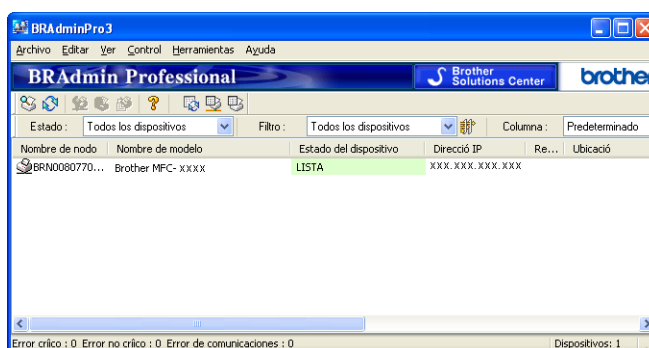 BRAdminPro3
Archivo Editar Ver Control Herramientas Ayuda
BRAdmin Professional Brother Solutions Center brothe
Estado : Todos los dispositivos Filtro : Todos los dispositivos Columna : Predeterminado
Nombre de nodo Nombre de modelo Estado del dispositivo Direcció IP Re... Ubicació
BRN0080770... Brother MFC- XXXX LISTA XXX.XXX.XXX.XXX
Error crílco : 0 Error no crílco : 0 Error de comunicaciones : 0 Dispositivos: 1